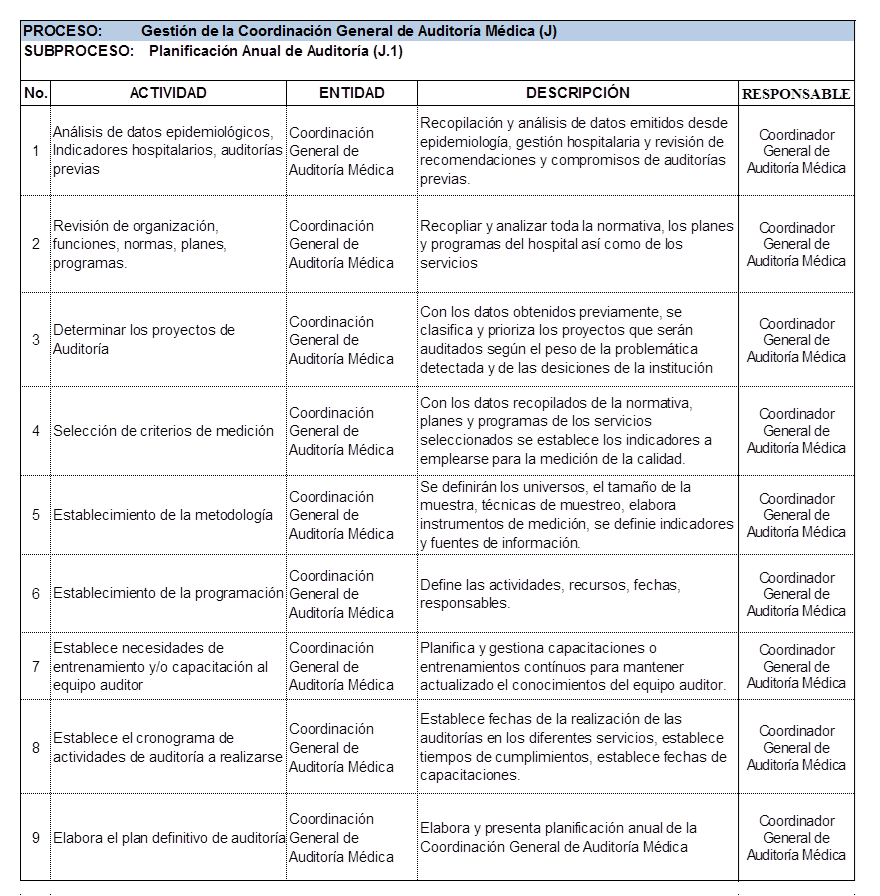 PROCESO: Gestión de la Coordinación General de Auditoría Médica (J)
SUBPROCESO: Planificación Anual de Auditoría (J.1)
No. ACTIVIDAD ENTIDAD DESCRIPCIÓN RESPONSABLE
1
Análisis de datos epidemiológicos,
Indicadores hospitalarios, auditorías
previas
Coordinación
General de
Auditoría Médica
Recopilación y análisis de datos emitidos desde
epidemiología, gestión hospitalaria y revisión de
recomendaciones y compromisos de auditorías
previas.
Coordinador
General de
Auditoría Médica
2
Revisión de organización,
funciones, normas, planes,
programas.
Coordinación
General de
Auditoría Médica
Recopliar y analizar toda la normativa, los planes
y programas del hospital así como de los
servicios
Coordinador
General de
Auditoría Médica
3
Determinar los proyectos de
Auditoría
Coordinación
General de
Auditoría Médica
Con los datos obtenidos previamente, se
clasifica y prioriza los proyectos que serán
auditados según el peso de la problemática
detectada y de las desiciones de la institución
Coordinador
General de
Auditoría Médica
4
Selección de criterios de medición
Coordinación
General de
Auditoría Médica
Con los datos recopilados de la normativa,
planes y programas de los servicios
seleccionados se establece los indicadores a
emplearse para la medición de la calidad.
Coordinador
General de
Auditoría Médica
5
Establecimiento de la metodología
Coordinación
General de
Auditoría Médica
Se definirán los universos, el tamaño de la
muestra, técnicas de muestreo, elabora
instrumentos de medición, se definie indicadores
y fuentes de información.
Coordinador
General de
Auditoría Médica
6
Establecimiento de la programación
Coordinación
General de
Auditoría Médica
Define las actividades, recursos, fechas,
responsables.
Coordinador
General de
Auditoría Médica
7
Establece necesidades de
entrenamiento y/o capacitación al
equipo auditor
Coordinación
General de
Auditoría Médica
Planifica y gestiona capacitaciones o
entrenamientos contínuos para mantener
actualizado el conocimientos del equipo auditor.
Coordinador
General de
Auditoría Médica
8
Establece el cronograma de
actividades de auditoría a realizarse
Coordinación
General de
Auditoría Médica
Establece fechas de la realización de las
auditorías en los diferentes servicios, establece
tiempos de cumplimientos, establece fechas de
capacitaciones.
Coordinador
General de
Auditoría Médica
9
Elabora el plan definitivo de auditoría
Coordinación
General de
Auditoría Médica
Elabora y presenta planificación anual de la
Coordinación General de Auditoría Médica
Coordinador
General de
Auditoría Médica